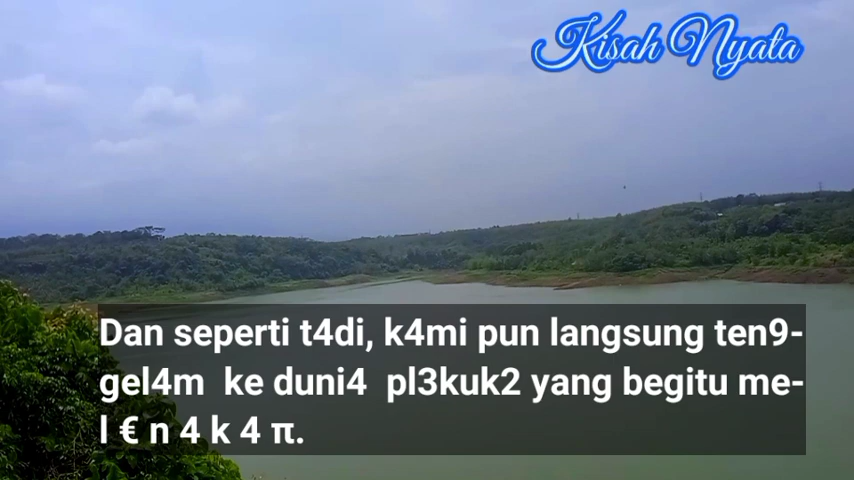 Kisah Nyata
Dan seperti t4di, k4mi pun langsung ten9-
gel4m ke duni4 pl3kuk2 yang begitu me-
l € n 4 k 4 π.